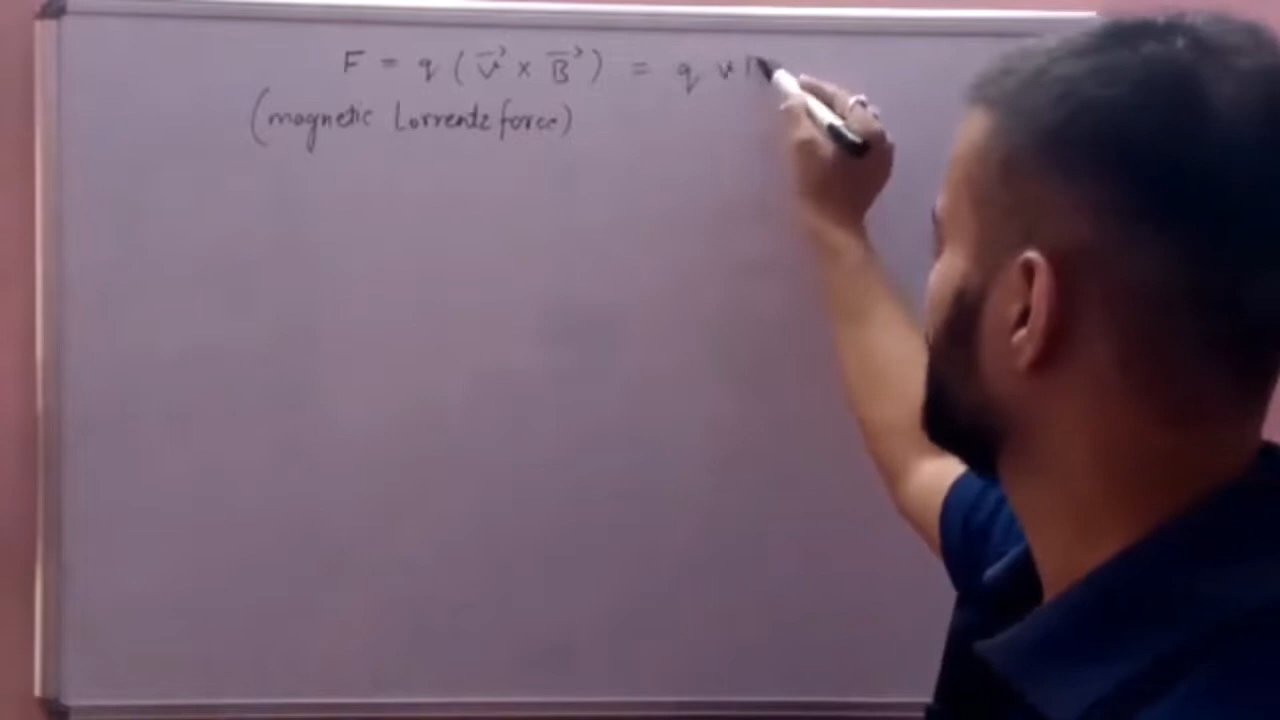 F = q ( v⃗ × B⃗ ) = q v
(magnetic Lorrentz force)